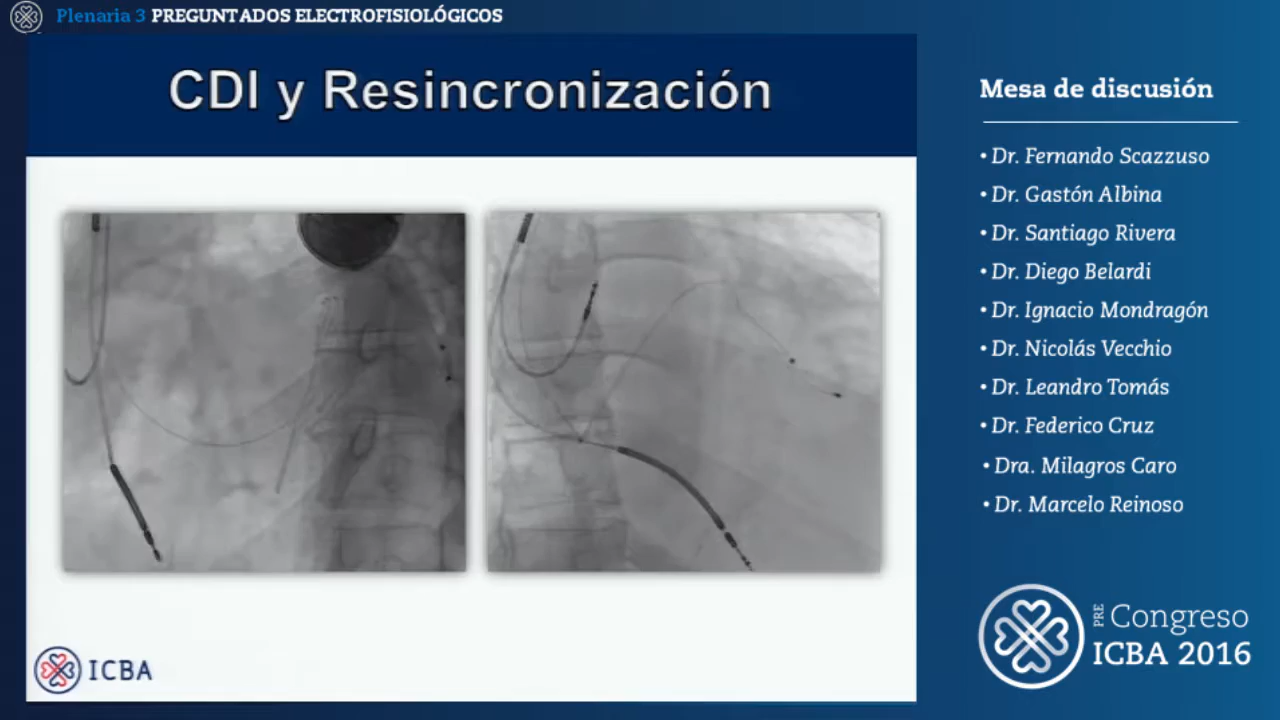 Plenaria 3 PREGUNTADOS ELECTROFISIOLÓGICOS
CDI y Resincronización
ICBA
Mesa de discusión
• Dr. Fernando Scazzuso
• Dr. Gastón Albina
• Dr. Santiago Rivera
• Dr. Diego Belardi
• Dr. Ignacio Mondragón
• Dr. Nicolás Vecchio
• Dr. Leandro Tomás
• Dr. Federico Cruz
• Dra. Milagros Caro
• Dr. Marcelo Reinoso
PRE Congreso
ICBA 2016